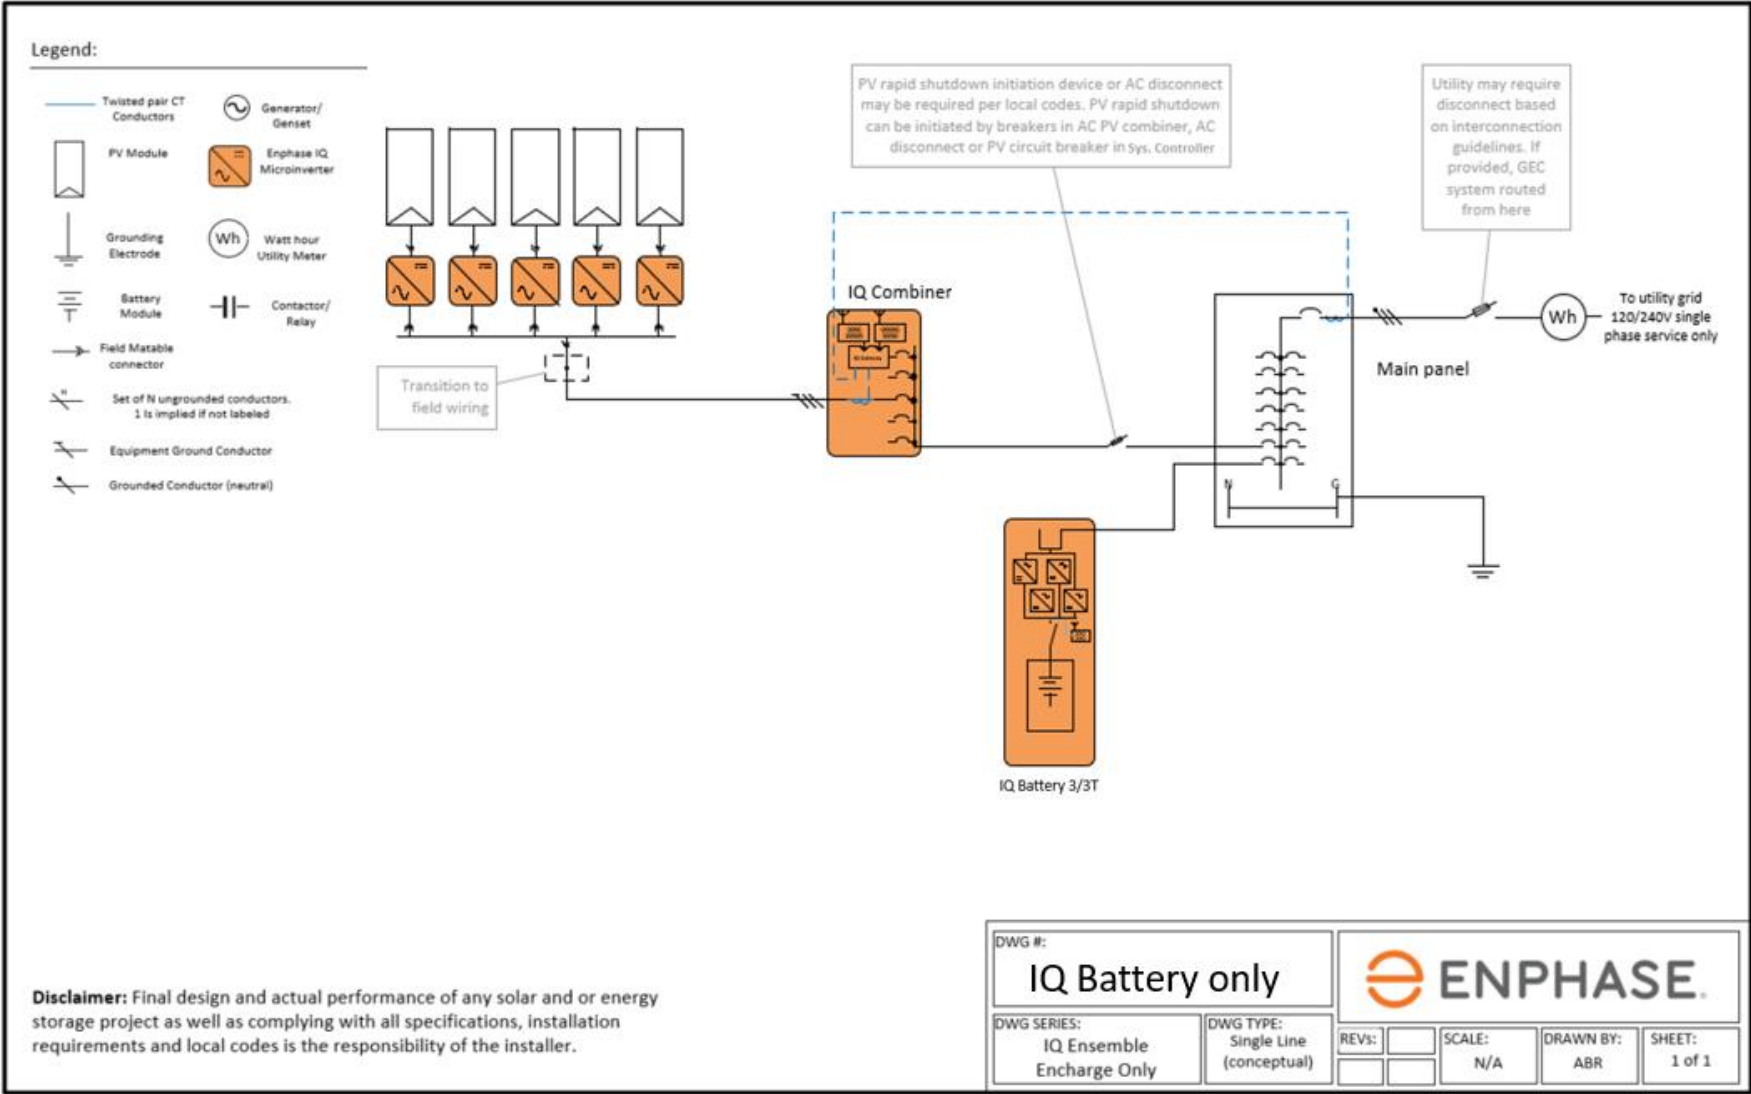 Legend:
Twisted pair CT
Conductors
Generator/
Genset
PV Module
Enphase IQ
Microinverter
Grounding
Electrode
Wh
Watt hour
Utility Meter
Battery
Module
Contactor/
Relay
Field Matable
connector
N
Set of N ungrounded conductors.
1 Is implified if not labeled
Equipment Ground Conductor
Grounded Conductor (neutral)
Transition to
field wiring
PV rapid shutdown initiation device or AC disconnect
may be required per local codes. PV rapid shutdown
can be initiated by breakers in AC PV combiner, AC
disconnect or PV circuit breaker in Sys. Controller
Utility may require
disconnect based
on interconnection
guidelines. If
provided, GEC
system routed
from here
IQ Combiner
Main panel
N
G
Wh
To utility grid
120/240V single
phase service only
IQ Battery 3/3T
Disclaimer: Final design and actual performance of any solar and or energy
storage project as well as complying with all specifications, installation
requirements and local codes is the responsibility of the installer.
DWG #:
IQ Battery only
DWG SERIES:
IQ Ensemble
Encharge Only
DWG TYPE:
Single Line
(conceptual)
ENPHASE.
REVs:
SCALE:
N/A
DRAWN BY:
ABR
SHEET:
1 of 1